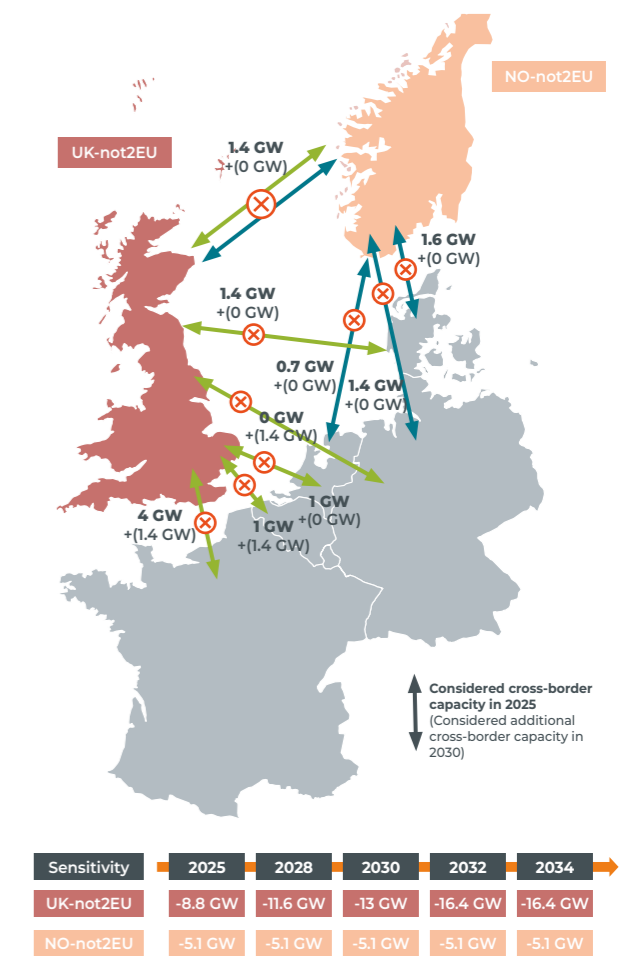 NO-not2EU
UK-not2EU
1.4 GW
+(0 GW)
1.6 GW
+(0 GW)
1.4 GW
+(0 GW)
0.7 GW
+(0 GW)
1.4 GW
+(0 GW)
0 GW
+(1.4 GW)
1 GW
+(0 GW)
4 GW
+(1.4 GW)
1 GW
+(1.4 GW)
Considered cross-border
capacity in 2025
(Considered additional
cross-border capacity in
2030)
Sensitivity 2025 2028 2030 2032 2034
UK-not2EU -8.8 GW -11.6 GW -13 GW -16.4 GW -16.4 GW
NO-not2EU -5.1 GW -5.1 GW -5.1 GW -5.1 GW -5.1 GW